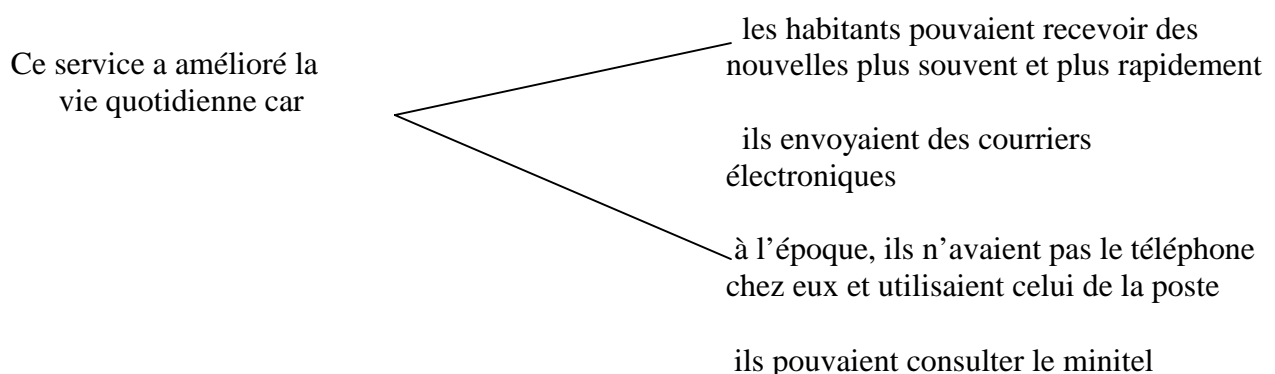 Ce service a amélioré la
vie quotidienne car
les habitants pouvaient recevoir des
nouvelles plus souvent et plus rapidement
ils envoyaient des courriers
électroniques
à l’époque, ils n’avaient pas le téléphone
chez eux et utilisaient celui de la poste
ils pouvaient consulter le minitel